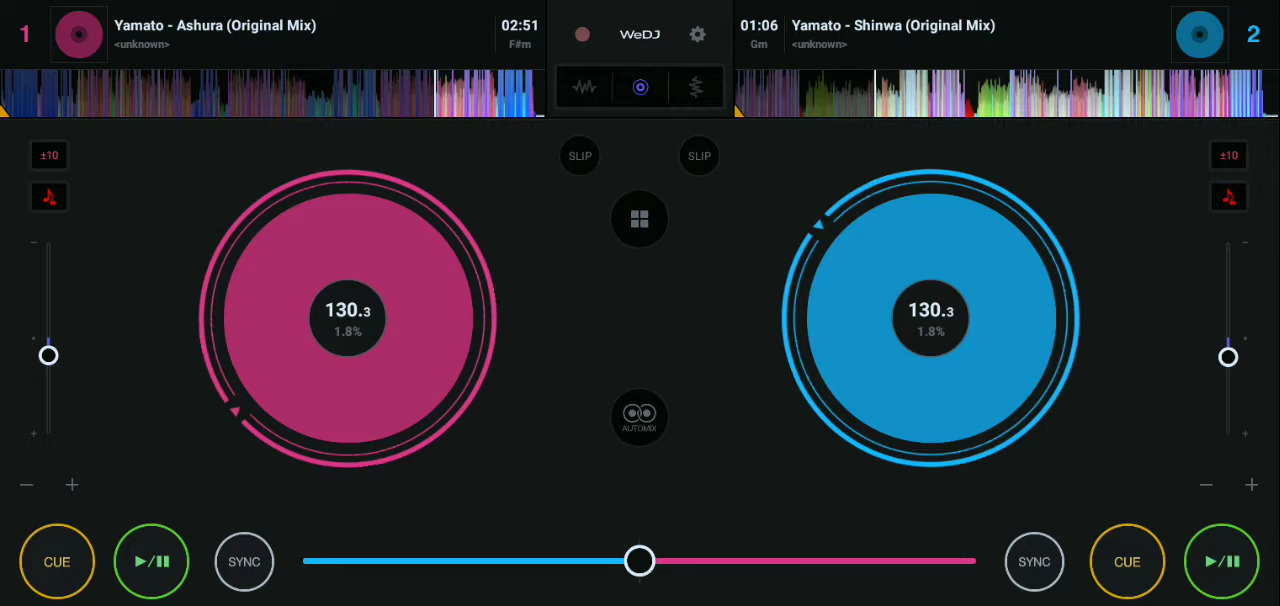 1
Yamato - Ashura (Original Mix)
<unknown>
02:51
F#m
WeDJ
01:06
Gm
Yamato - Shinwa (Original Mix)
<unknown>
2
±10
SLIP
SLIP
±10
130.3
1.8%
130.3
1.8%
AUTOMIX
− +
− +
CUE
▶/❚❚
SYNC
SYNC
CUE
▶/❚❚